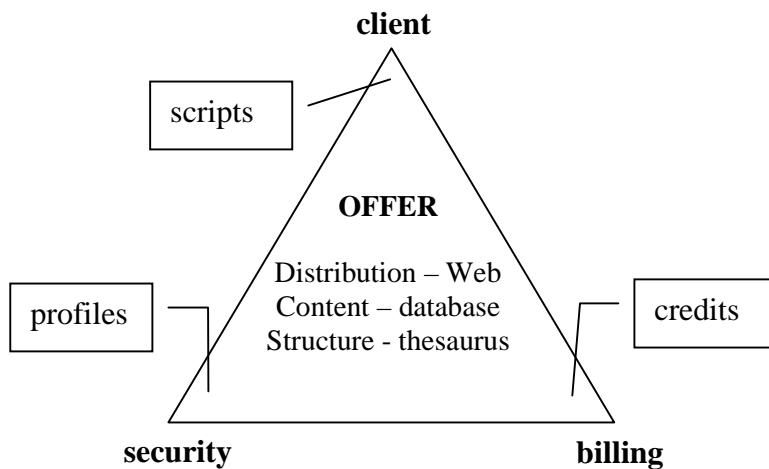 client
scripts
OFFER
Distribution – Web
Content – database
Structure - thesaurus
profiles
credits
security
billing